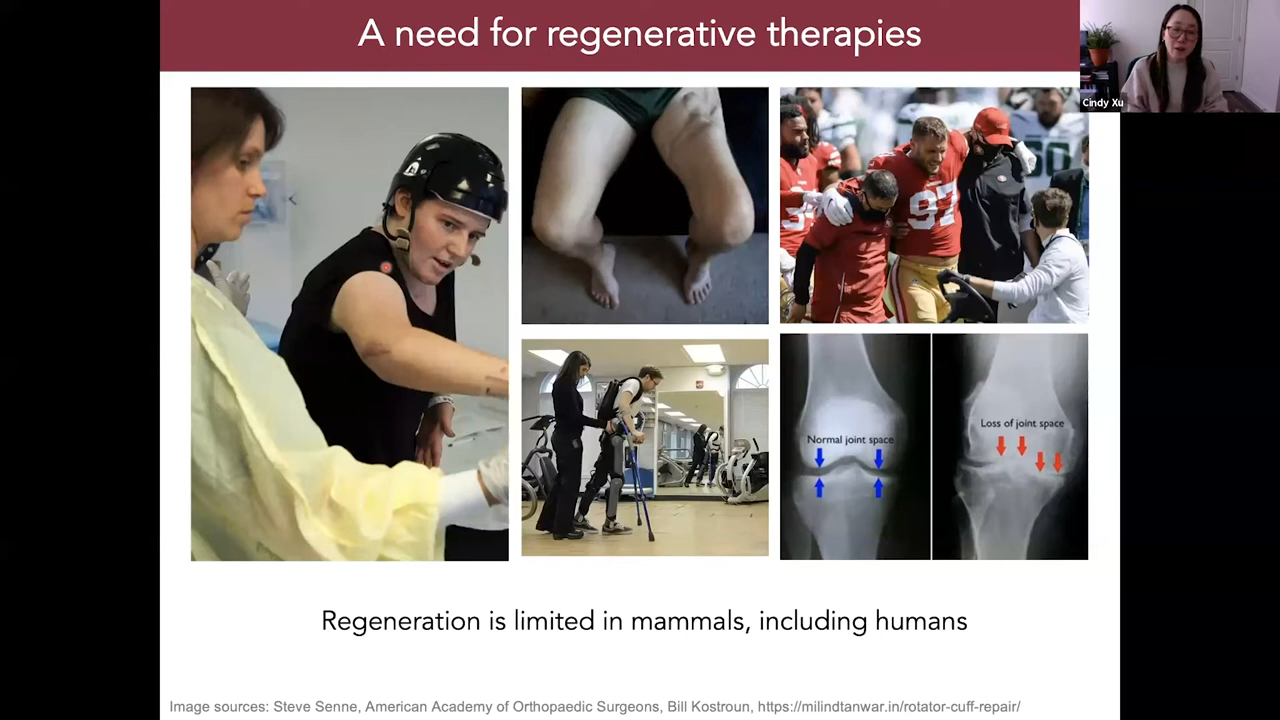 A need for regenerative therapies
Cindy Xu
97
Normal joint space
Loss of joint space
Regeneration is limited in mammals, including humans
Image sources: Steve Senne, American Academy of Orthopaedic Surgeons, Bill Kostroun, https://milindtanwar.in/rotator-cuff-repair/